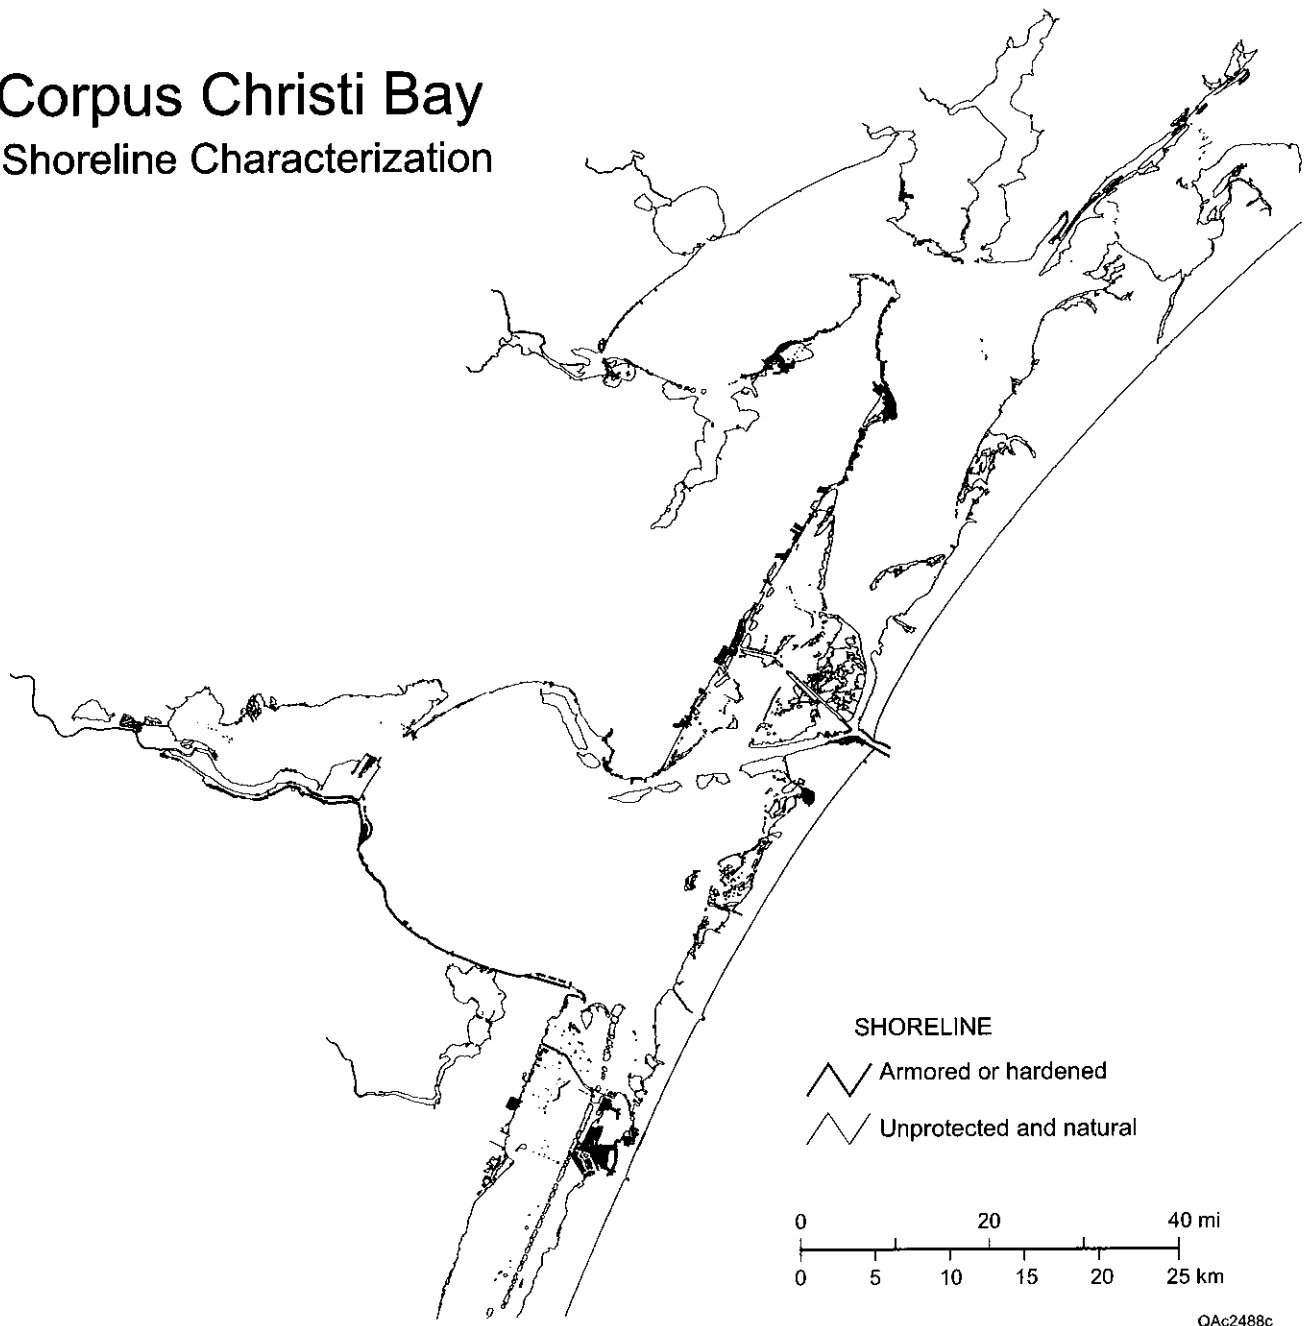 Corpus Christi Bay
Shoreline Characterization
SHORELINE
Armored or hardened
Unprotected and natural
0 20 40 mi
0 5 10 15 20 25 km
QAc2488c